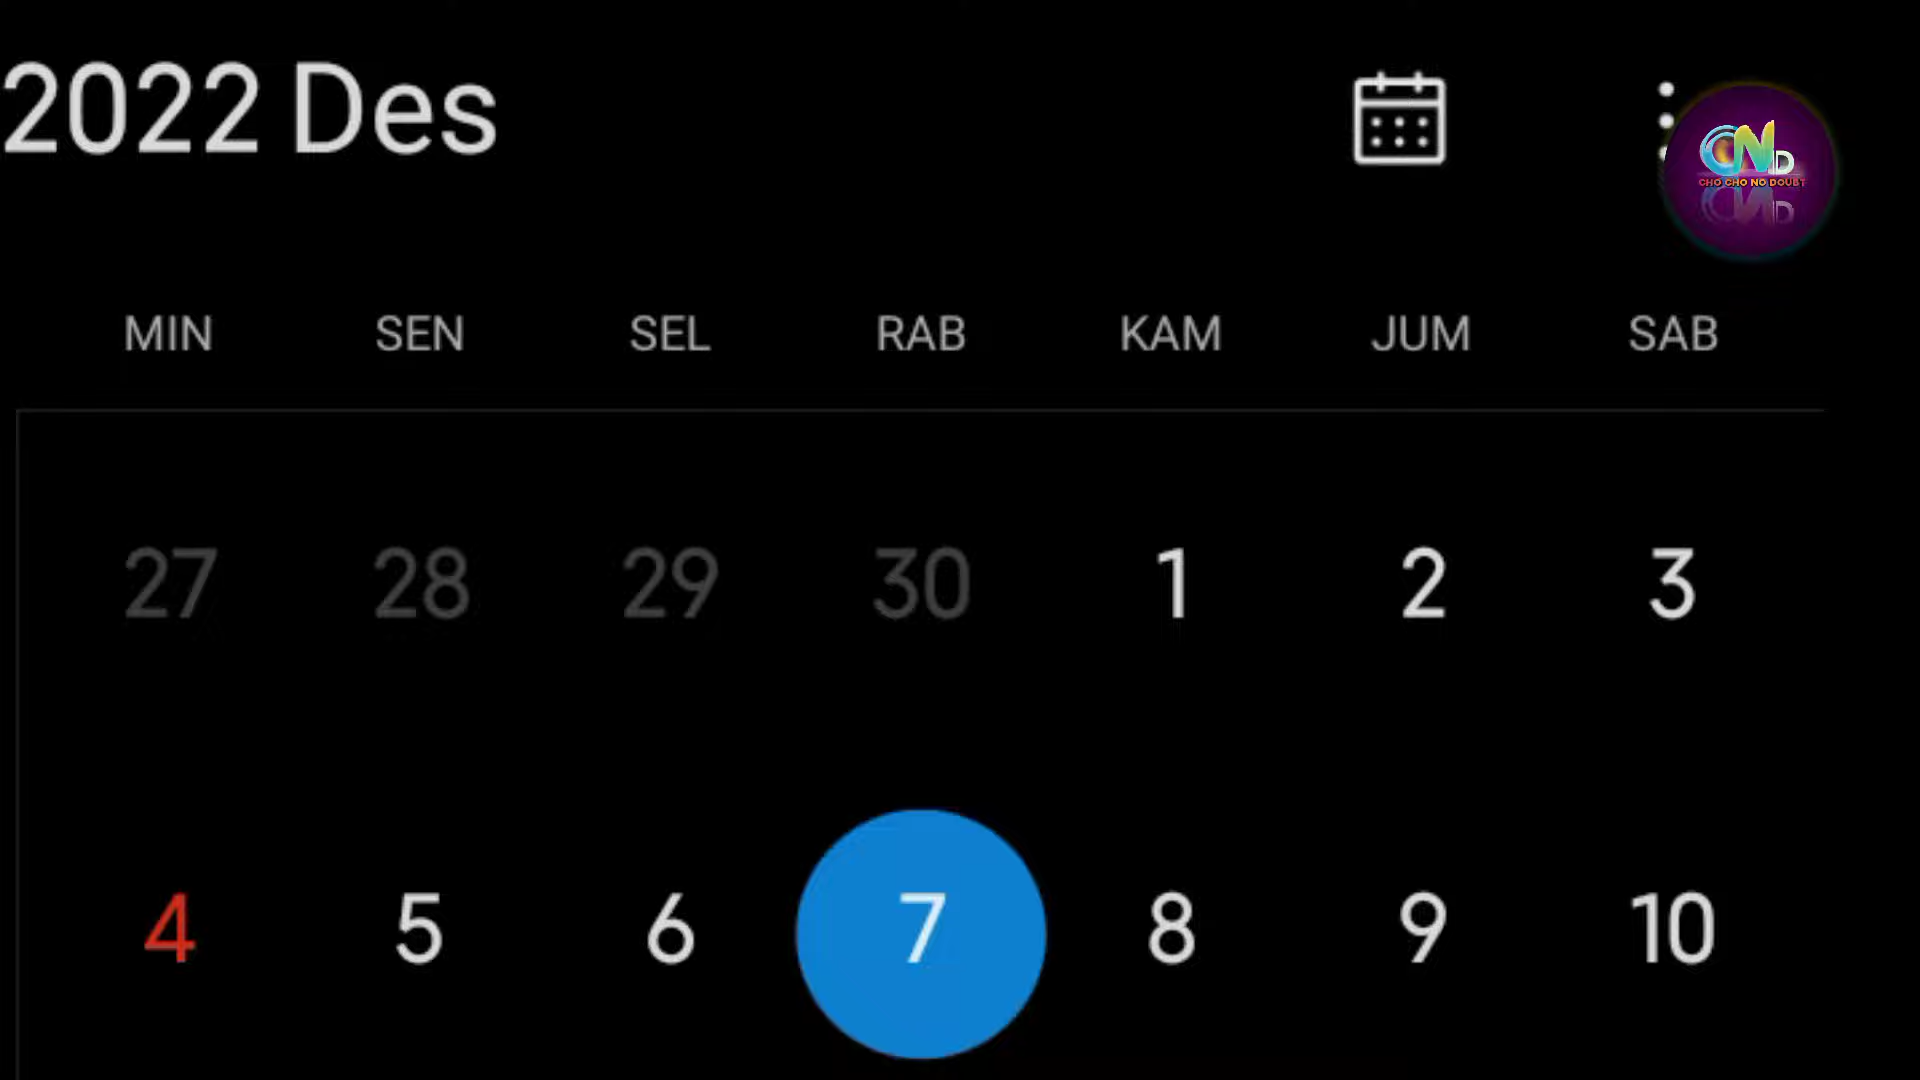 2022 Des
CND
CHO CHO NO DOUBT
MIN SEN SEL RAB KAM JUM SAB
27 28 29 30 1 2 3
4 5 6 7 8 9 10